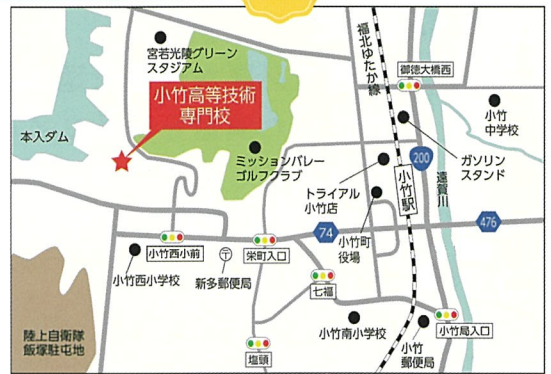 宮若光陵グリーン
スタジアム
小竹高等技術
専門校
本入ダム
ミッションバレー
ゴルフクラブ
福北ゆたか線
御徳大橋西
小竹
中学校
ガソリン
スタンド
200
遠賀川
小竹駅
トライアル
小竹店
小竹町
役場
74
476
小竹西小前
栄町入口
小竹西小学校
〒
新多郵便局
七福
小竹南小学校
小竹局入口
小竹
郵便局
塩頭
陸上自衛隊
飯塚駐屯地